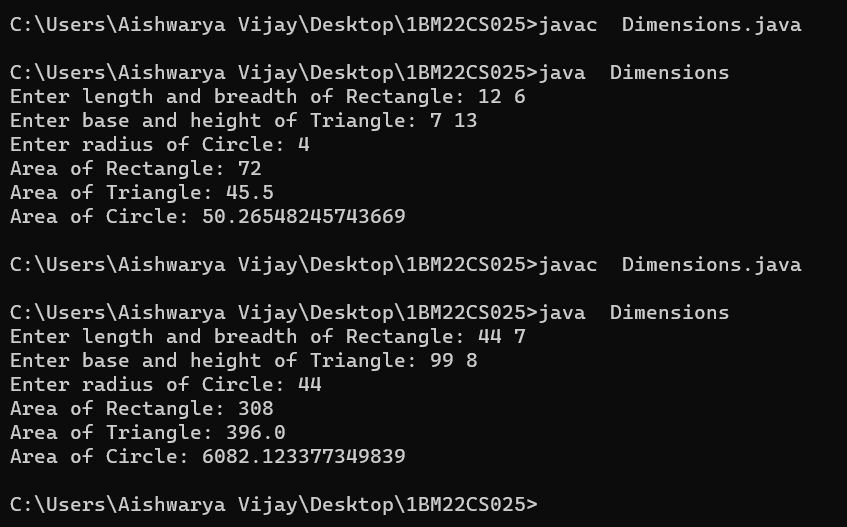 C:\Users\Aishwarya Vijay\Desktop\1BM22CS025>javac  Dimensions.java
C:\Users\Aishwarya Vijay\Desktop\1BM22CS025>java  Dimensions
Enter length and breadth of Rectangle: 12 6
Enter base and height of Triangle: 7 13
Enter radius of Circle: 4
Area of Rectangle: 72
Area of Triangle: 45.5
Area of Circle: 50.26548245743669
C:\Users\Aishwarya Vijay\Desktop\1BM22CS025>javac  Dimensions.java
C:\Users\Aishwarya Vijay\Desktop\1BM22CS025>java  Dimensions
Enter length and breadth of Rectangle: 44 7
Enter base and height of Triangle: 99 8
Enter radius of Circle: 44
Area of Rectangle: 308
Area of Triangle: 396.0
Area of Circle: 6082.123377349839
C:\Users\Aishwarya Vijay\Desktop\1BM22CS025>